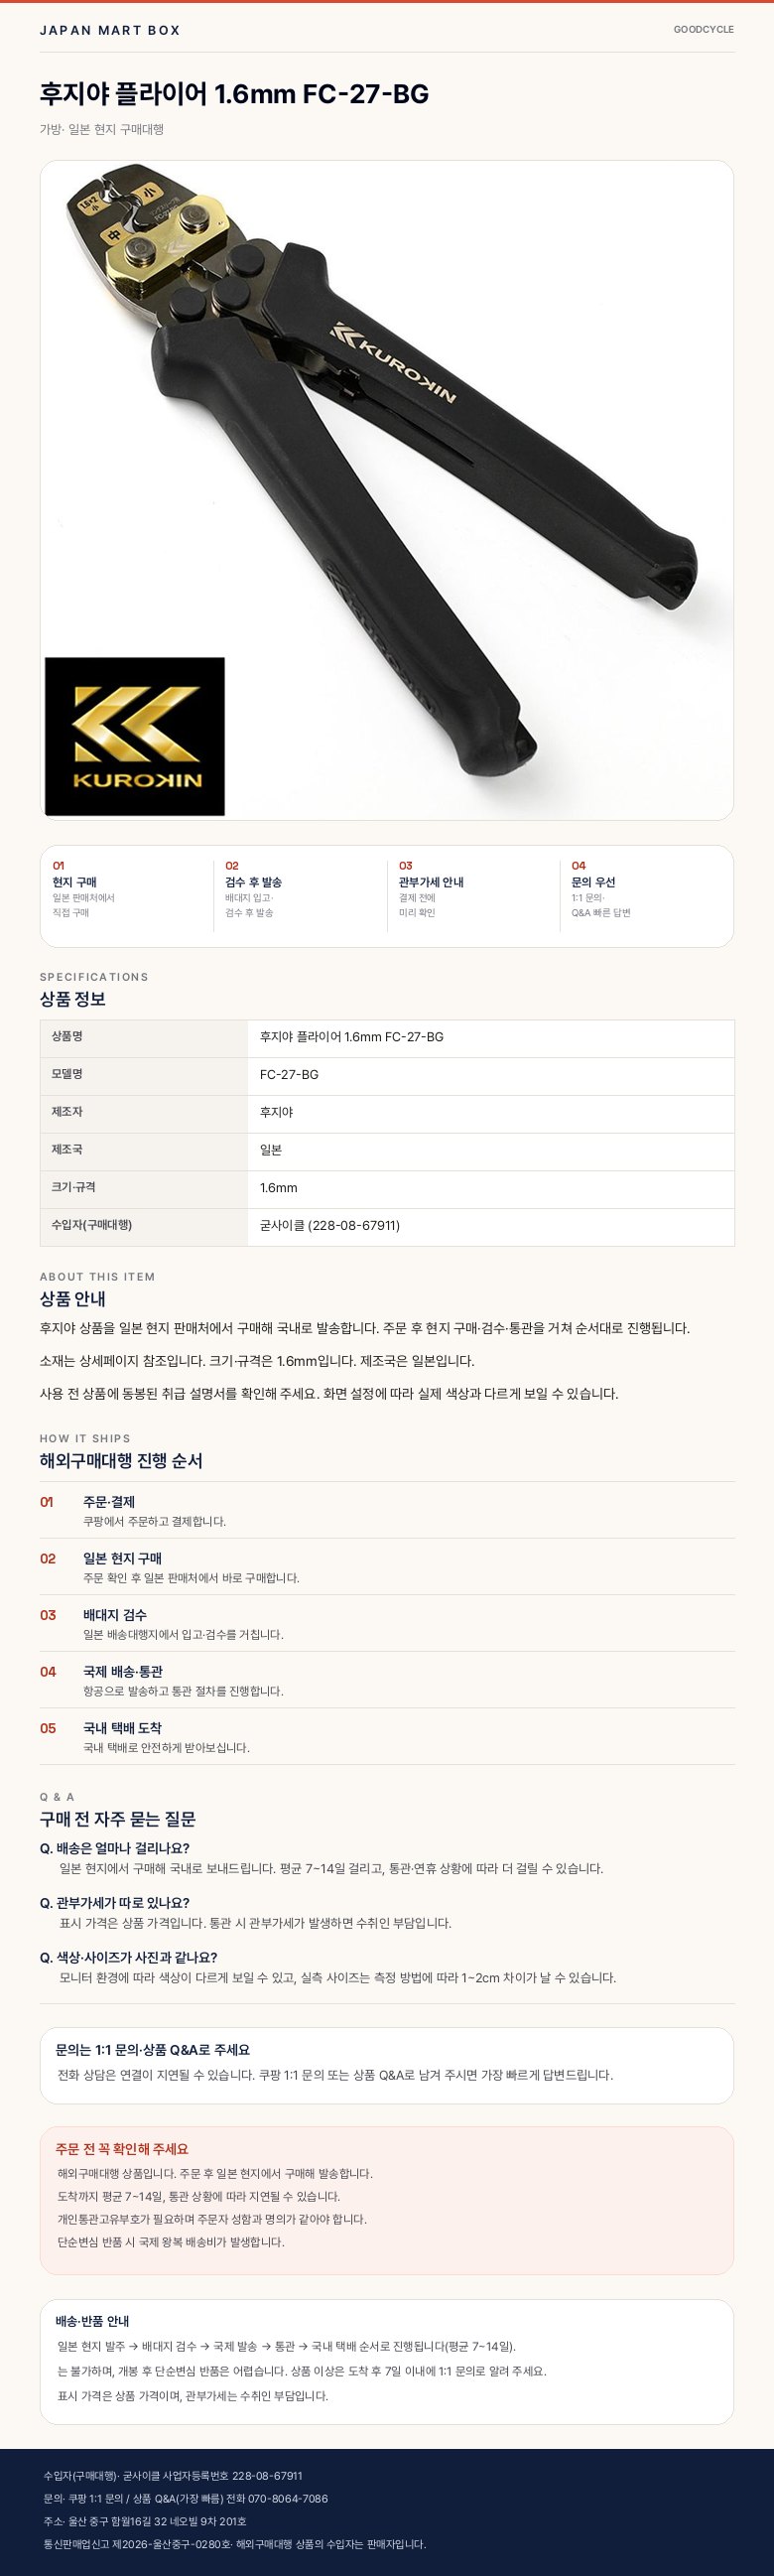 JAPAN MART BOX
GOODCYCLE
후지야 플라이어 1.6mm FC-27-BG
가방· 일본 현지 구매대행
1.6×2
小
小
中
KUROKIN
KUROKIN
KUROKIN
01
현지 구매
일본 판매처에서
직접 구매
02
검수 후 발송
배대지 입고·
검수 후 발송
03
관부가세 안내
결제 전에
미리 확인
04
문의 우선
1:1 문의·
Q&A 빠른 답변
SPECIFICATIONS
상품 정보
상품명 후지야 플라이어 1.6mm FC-27-BG
모델명 FC-27-BG
제조자 후지야
제조국 일본
크기·규격 1.6mm
수입자(구매대행) 굳사이클 (228-08-67911)
ABOUT THIS ITEM
상품 안내
후지야 상품을 일본 현지 판매처에서 구매해 국내로 발송합니다. 주문 후 현지 구매·검수·통관을 거쳐 순서대로 진행됩니다.
소재는 상세페이지 참조입니다. 크기·규격은 1.6mm입니다. 제조국은 일본입니다.
사용 전 상품에 동봉된 취급 설명서를 확인해 주세요. 화면 설정에 따라 실제 색상과 다르게 보일 수 있습니다.
HOW IT SHIPS
해외구매대행 진행 순서
01 주문·결제
쿠팡에서 주문하고 결제합니다.
02 일본 현지 구매
주문 확인 후 일본 판매처에서 바로 구매합니다.
03 배대지 검수
일본 배송대행지에서 입고·검수를 거칩니다.
04 국제 배송·통관
항공으로 발송하고 통관 절차를 진행합니다.
05 국내 택배 도착
국내 택배로 안전하게 받아보십니다.
Q & A
구매 전 자주 묻는 질문
Q. 배송은 얼마나 걸리나요?
일본 현지에서 구매해 국내로 보내드립니다. 평균 7~14일 걸리고, 통관·연휴 상황에 따라 더 걸릴 수 있습니다.
Q. 관부가세가 따로 있나요?
표시 가격은 상품 가격입니다. 통관 시 관부가세가 발생하면 수취인 부담입니다.
Q. 색상·사이즈가 사진과 같나요?
모니터 환경에 따라 색상이 다르게 보일 수 있고, 실측 사이즈는 측정 방법에 따라 1~2cm 차이가 날 수 있습니다.
문의는 1:1 문의·상품 Q&A로 주세요
전화 상담은 연결이 지연될 수 있습니다. 쿠팡 1:1 문의 또는 상품 Q&A로 남겨 주시면 가장 빠르게 답변드립니다.
주문 전 꼭 확인해 주세요
해외구매대행 상품입니다. 주문 후 일본 현지에서 구매해 발송합니다.
도착까지 평균 7~14일, 통관 상황에 따라 지연될 수 있습니다.
개인통관고유부호가 필요하며 주문자 성함과 명의가 같아야 합니다.
단순변심 반품 시 국제 왕복 배송비가 발생합니다.
배송·반품 안내
일본 현지 발주 → 배대지 검수 → 국제 발송 → 통관 → 국내 택배 순서로 진행됩니다(평균 7~14일).
는 불가하며, 개봉 후 단순변심 반품은 어렵습니다. 상품 이상은 도착 후 7일 이내에 1:1 문의로 알려 주세요.
표시 가격은 상품 가격이며, 관부가세는 수취인 부담입니다.
수입자(구매대행)· 굳사이클 사업자등록번호 228-08-67911
문의· 쿠팡 1:1 문의 / 상품 Q&A(가장 빠름) 전화 070-8064-7086
주소· 울산 중구 함월16길 32 네오빌 9차 201호
통신판매업신고 제2026-울산중구-0280호· 해외구매대행 상품의 수입자는 판매자입니다.